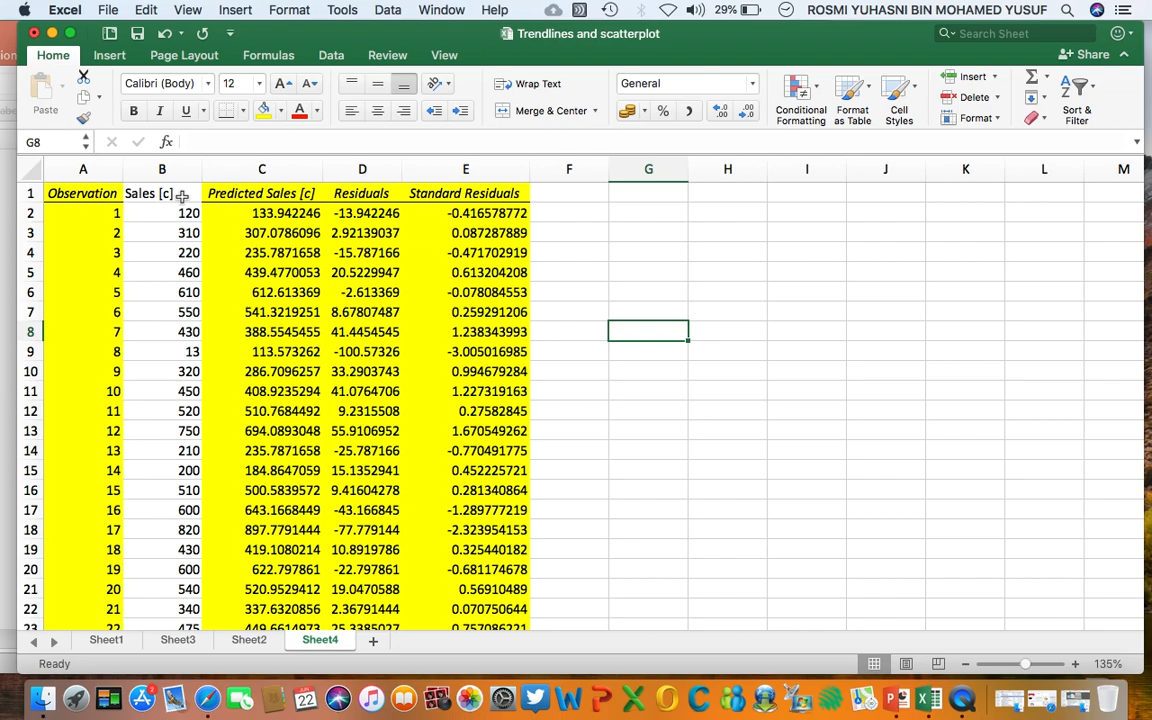 Excel File Edit View Insert Format Tools Data Window Help 29% ROSMI YUHASNI BIN MOHAMED YUSUF
Trendlines and scatterplot Search Sheet
Home Insert Page Layout Formulas Data Review View Share
Paste Calibri (Body) 12 A A Wrap Text General Conditional Formatting Format as Table Cell Styles Insert Delete Format Sort & Filter
B I U A Merge & Center %
G8 fx
A B C D E F G H I J K L M
1 Observation Sales [c] Predicted Sales [c] Residuals Standard Residuals
2 1 120 133.942246 -13.942246 -0.416578772
3 2 310 307.0786096 2.92139037 0.087287889
4 3 220 235.7871658 -15.787166 -0.471702919
5 4 460 439.4770053 20.5229947 0.613204208
6 5 610 612.613369 -2.613369 -0.078084553
7 6 550 541.3219251 8.67807487 0.259291206
8 7 430 388.5545455 41.4454545 1.238343993
9 8 13 113.573262 -100.57326 -3.005016985
10 9 320 286.7096257 33.2903743 0.994679284
11 10 450 408.9235294 41.0764706 1.227319163
12 11 520 510.7684492 9.2315508 0.27582845
13 12 750 694.0893048 55.9106952 1.670549262
14 13 210 235.7871658 -25.787166 -0.770491775
15 14 200 184.8647059 15.1352941 0.452225721
16 15 510 500.5839572 9.41604278 0.281340864
17 16 600 643.1668449 -43.166845 -1.289777219
18 17 820 897.7791444 -77.779144 -2.323954153
19 18 430 419.1080214 10.8919786 0.325440182
20 19 600 622.797861 -22.797861 -0.681174678
21 20 540 520.9529412 19.0470588 0.56910489
22 21 340 337.6320856 2.36791444 0.070750644
23 22 475 449.6614973 25.3385027 0.757086221
Sheet1 Sheet3 Sheet2 Sheet4 +
Ready 135%